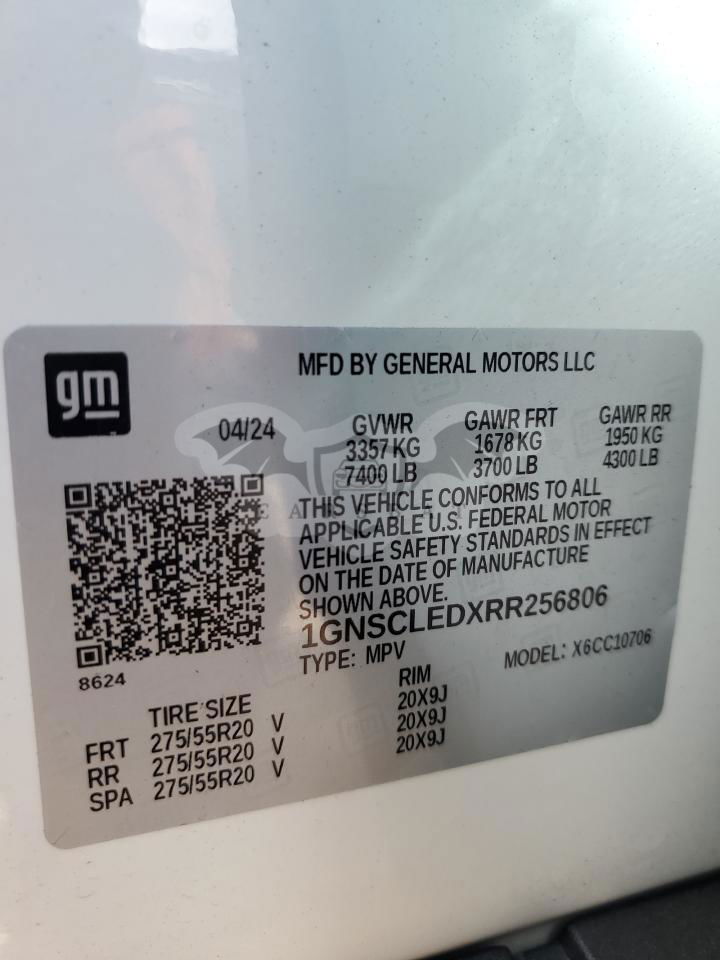 gm
MFD BY GENERAL MOTORS LLC
04/24
GVWR GAWR FRT GAWR RR
3357 KG 1678 KG 1950 KG
7400 LB 3700 LB 4300 LB
THIS VEHICLE CONFORMS TO ALL
APPLICABLE U.S. FEDERAL MOTOR
VEHICLE SAFETY STANDARDS IN EFFECT
ON THE DATE OF MANUFACTURE
SHOWN ABOVE.
1GNSCLEDXRR256806
TYPE: MPV MODEL: X6CC10706
8624
TIRE SIZE RIM
FRT 275/55R20 V 20X9J
RR 275/55R20 V 20X9J
SPA 275/55R20 V 20X9J